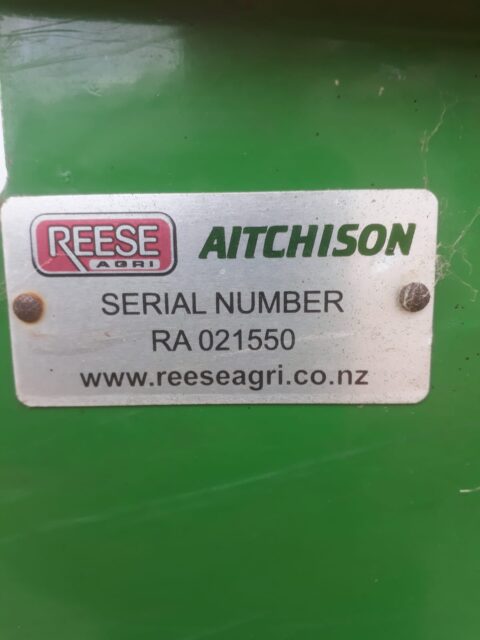 REESE AITCHISON
AGRI
SERIAL NUMBER
RA 021550
www.reeseagri.co.nz